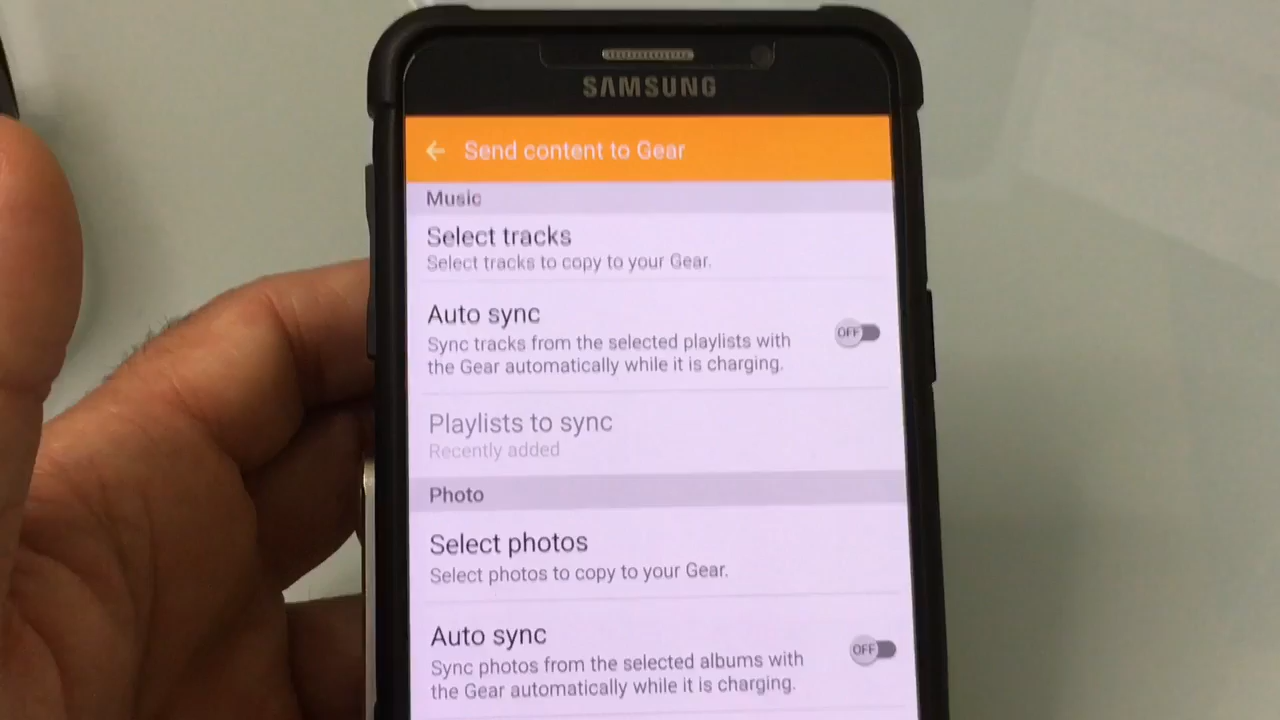 SAMSUNG
Send content to Gear
Music
Select tracks
Select tracks to copy to your Gear.
Auto sync
OFF
Sync tracks from the selected playlists with
the Gear automatically while it is charging.
Playlists to sync
Recently added
Photo
Select photos
Select photos to copy to your Gear.
Auto sync
OFF
Sync photos from the selected albums with
the Gear automatically while it is charging.